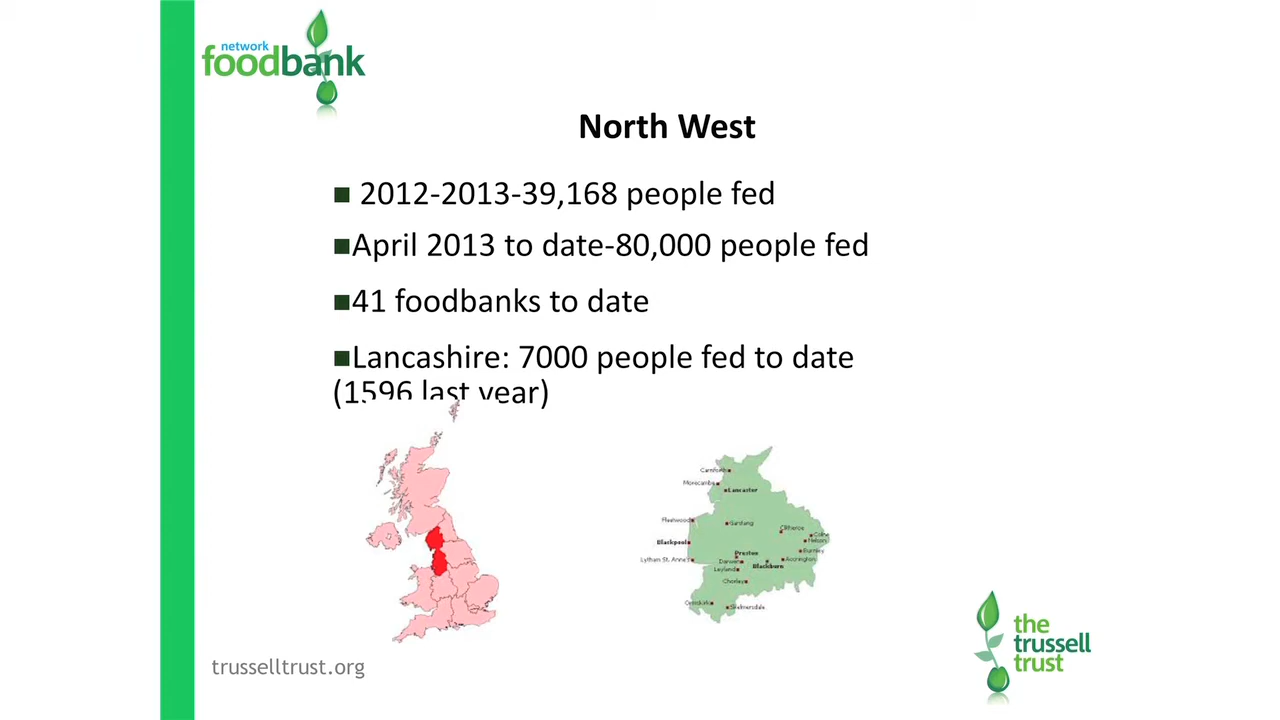 network
foodbank
North West
2012-2013-39,168 people fed
April 2013 to date-80,000 people fed
41 foodbanks to date
Lancashire: 7000 people fed to date
(1596 last year)
Carnforth
Morecambe
Lancaster
Fleetwood
Garstang
Clitheroe
Colne
Nelson
Blackpool
Burnley
Preston
Lytham St. Anne's
Darwen
Accrington
Leyland
Blackburn
Chorley
Ormskirk
Skelmersdale
the
trussell
trust
trusselltrust.org